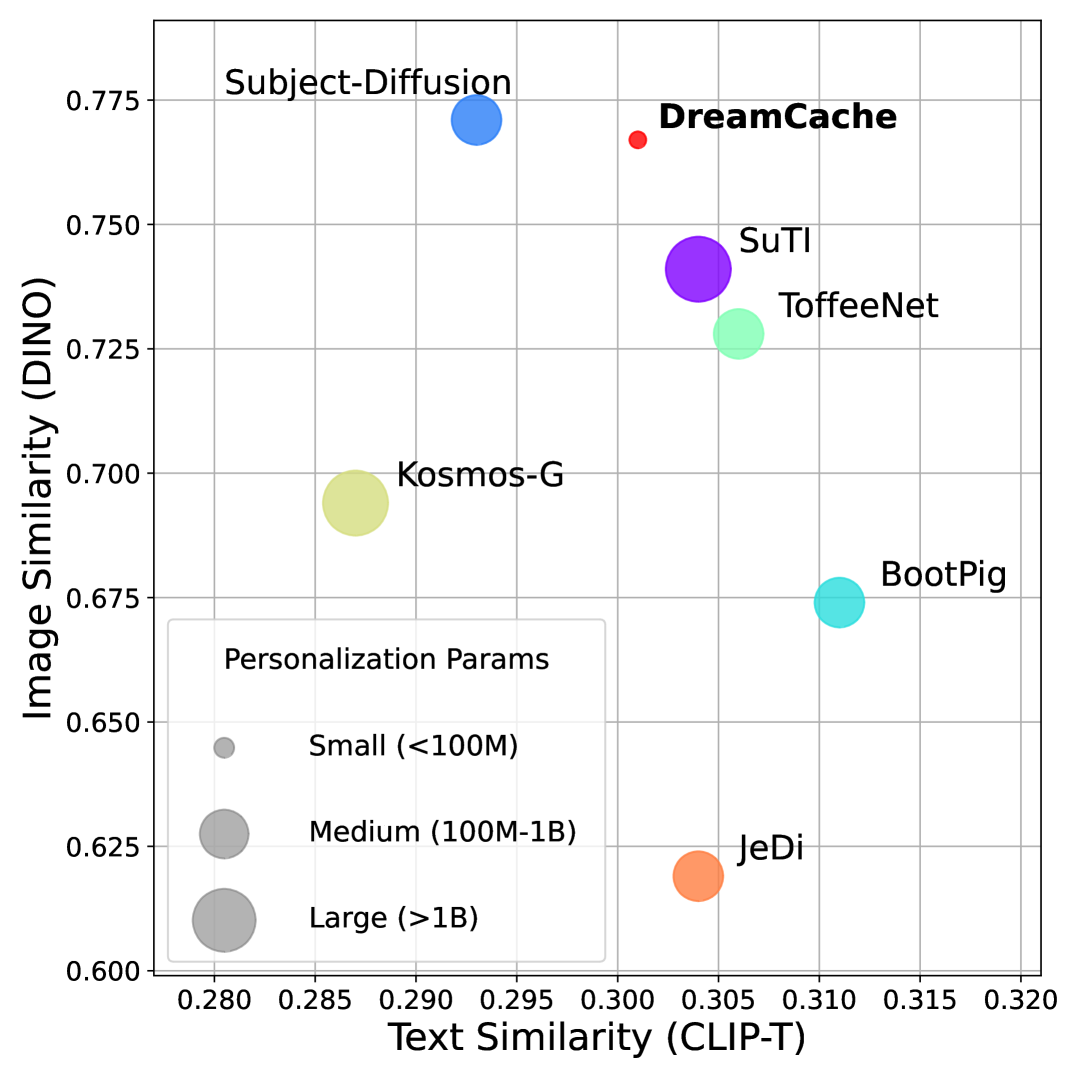 Subject-Diffusion
DreamCache
SuTI
ToffeeNet
Kosmos-G
BootPig
JeDi
Personalization Params
Small (<100M)
Medium (100M-1B)
Large (>1B)
Image Similarity (DINO)
0.775
0.750
0.725
0.700
0.675
0.650
0.625
0.600
0.280 0.285 0.290 0.295 0.300 0.305 0.310 0.315 0.320
Text Similarity (CLIP-T)